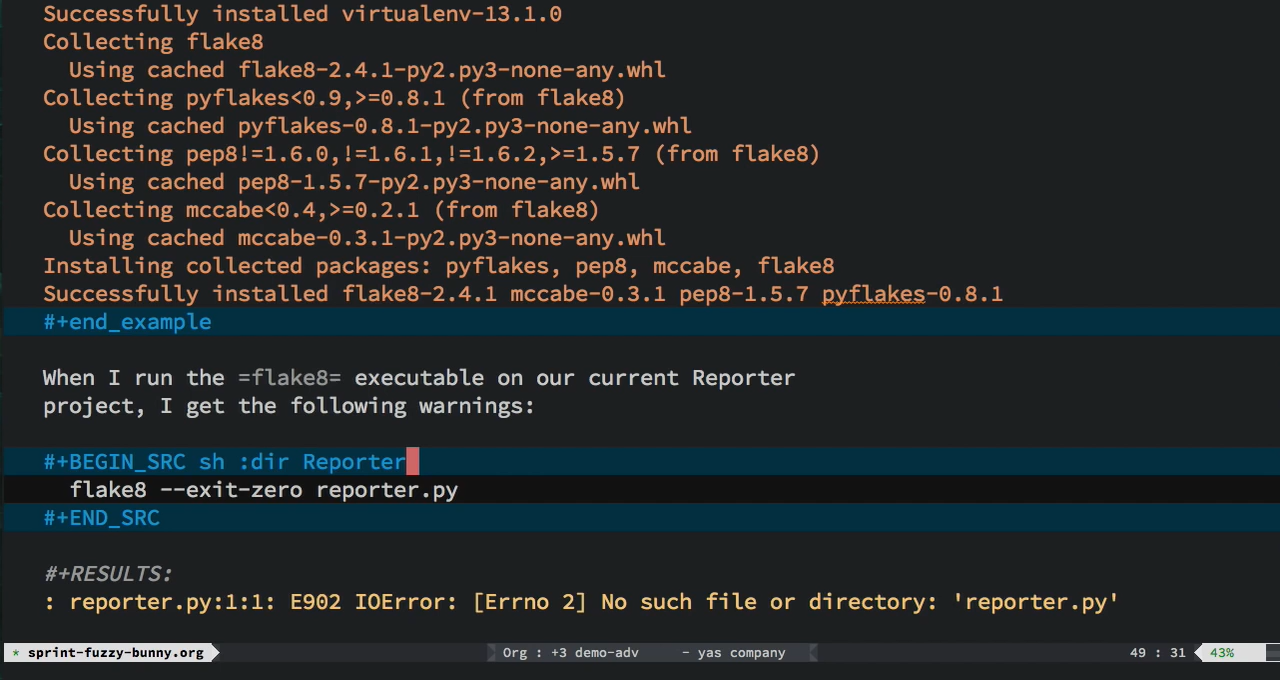 Successfully installed virtualenv-13.1.0
Collecting flake8
  Using cached flake8-2.4.1-py2.py3-none-any.whl
Collecting pyflakes<0.9,>=0.8.1 (from flake8)
  Using cached pyflakes-0.8.1-py2.py3-none-any.whl
Collecting pep8!=1.6.0,!=1.6.1,!=1.6.2,>=1.5.7 (from flake8)
  Using cached pep8-1.5.7-py2.py3-none-any.whl
Collecting mccabe<0.4,>=0.2.1 (from flake8)
  Using cached mccabe-0.3.1-py2.py3-none-any.whl
Installing collected packages: pyflakes, pep8, mccabe, flake8
Successfully installed flake8-2.4.1 mccabe-0.3.1 pep8-1.5.7 pyflakes-0.8.1
#+end_example
When I run the =flake8= executable on our current Reporter
project, I get the following warnings:
#+BEGIN_SRC sh :dir Reporter
  flake8 --exit-zero reporter.py
#+END_SRC
#+RESULTS:
: reporter.py:1:1: E902 IOError: [Errno 2] No such file or directory: 'reporter.py'
* sprint-fuzzy-bunny.org Org : +3 demo-adv - yas company 49 : 31 43%